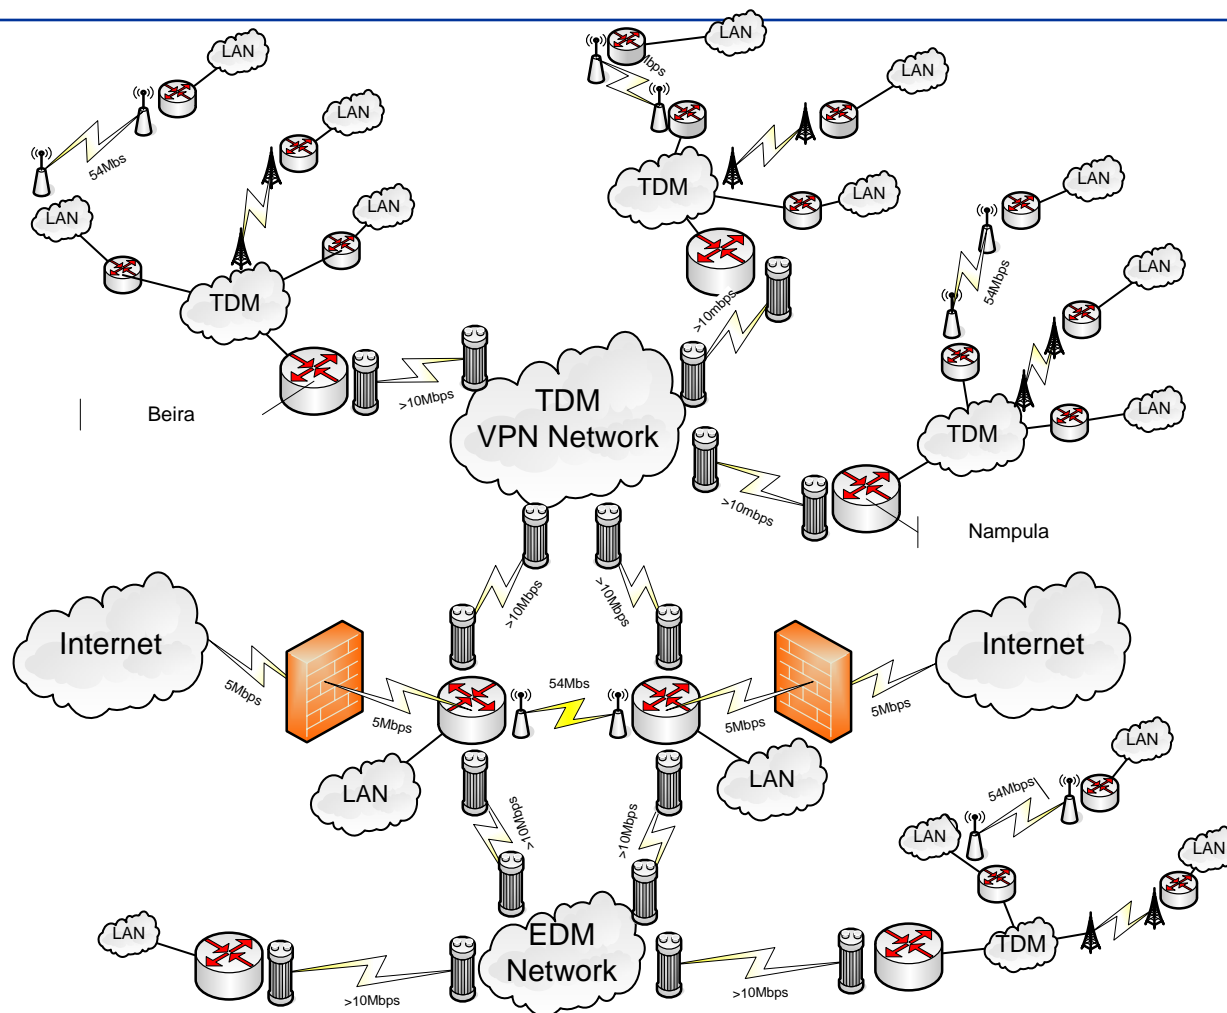 LAN
LAN
LAN
54Mbs
LAN
LAN
LAN
TDM
LAN
LAN
TDM
LAN
LAN
54Mbps
LAN
>10mbps
TDM
LAN
>10Mbps
TDM
VPN Network
Beira
>10mbps
Nampula
>10Mbps
>10Mbps
Internet
5Mbps
5Mbps
54Mbs
5Mbps
5Mbps
Internet
LAN
LAN
>10Mbps
>10Mbps
LAN
54Mbps
LAN
LAN
LAN
EDM
Network
TDM
>10Mbps
>10Mbps